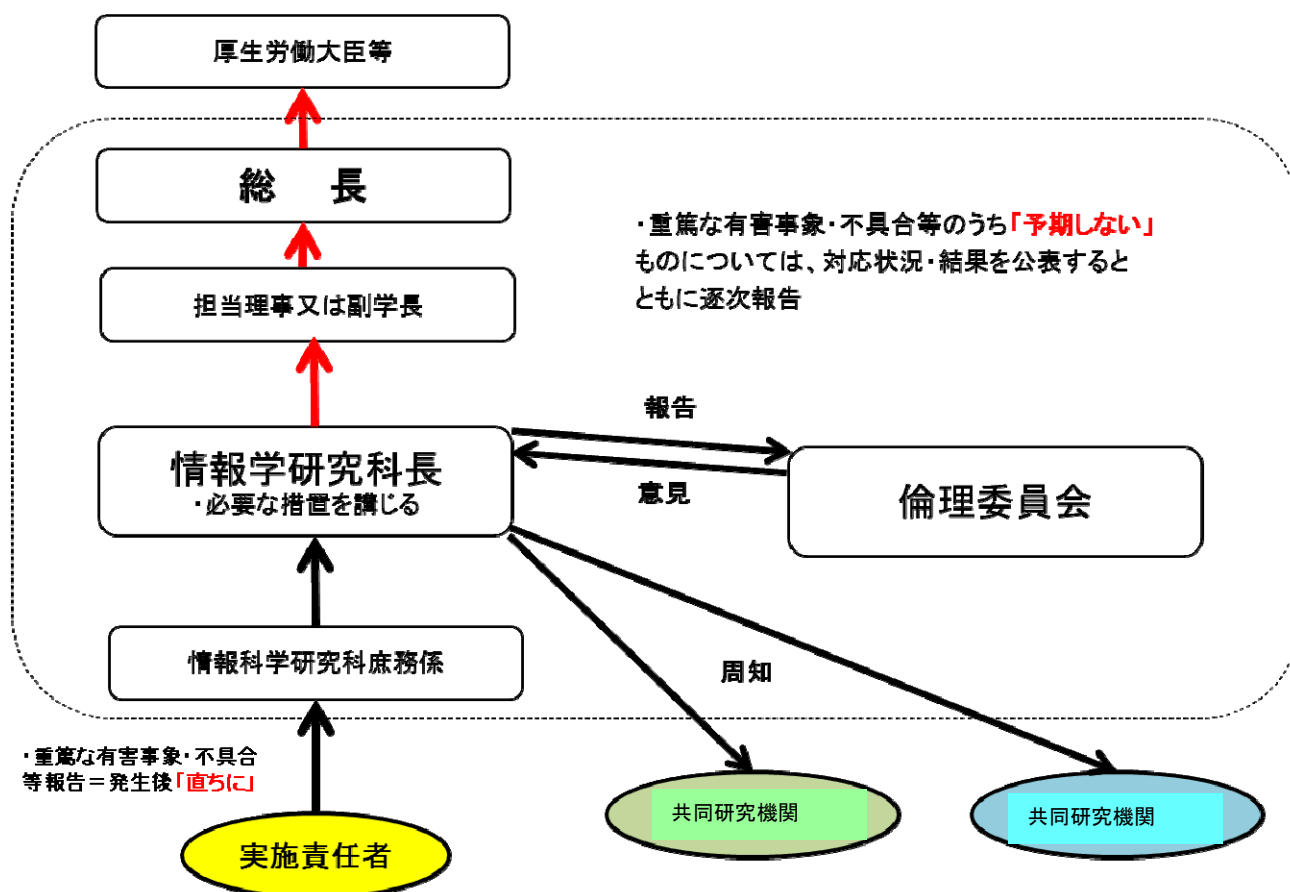 厚生労働大臣等
総　長
・重篤な有害事象・不具合等のうち「予期しない」
ものについては、対応状況・結果を公表すると
ともに逐次報告
担当理事又は副学長
報告
情報学研究科長
・必要な措置を講じる
意見
倫理委員会
情報科学研究科庶務係
周知
・重篤な有害事象・不具合
等報告＝発生後「直ちに」
共同研究機関
共同研究機関
実施責任者